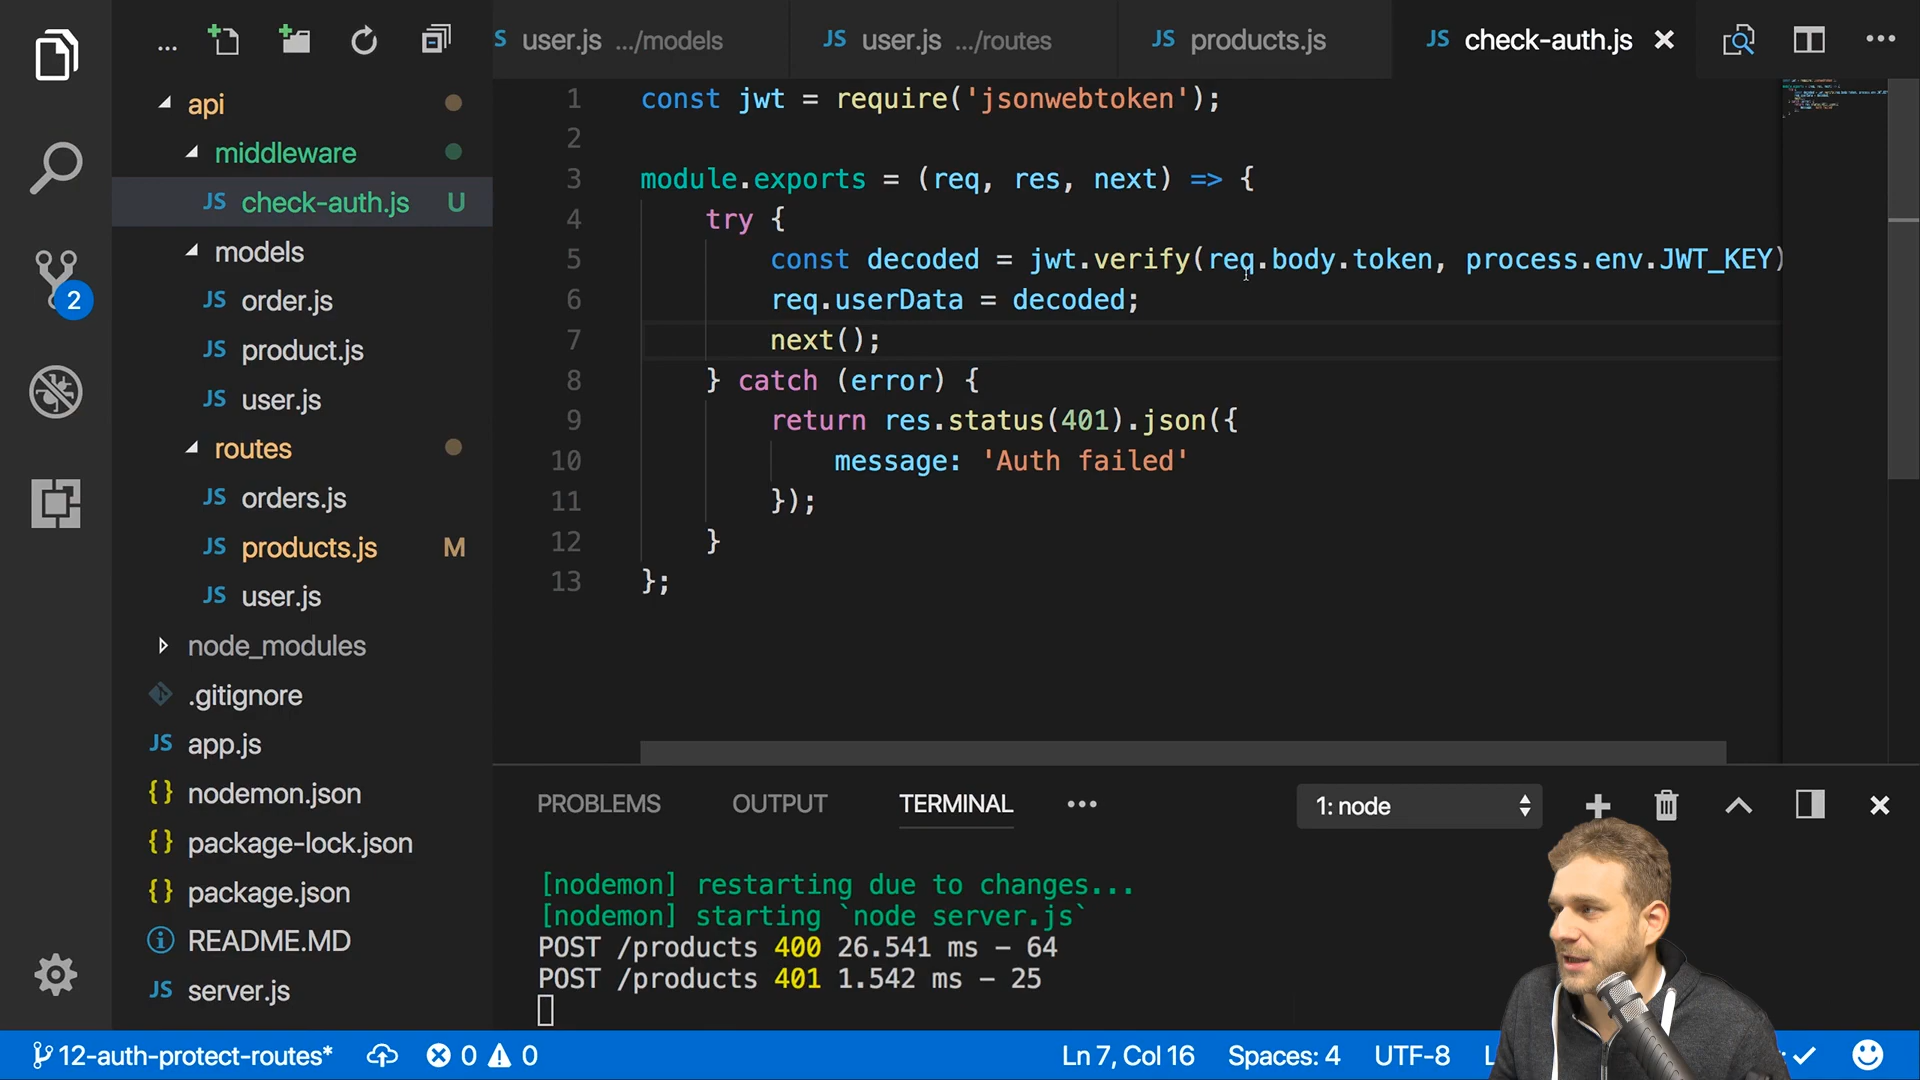 ...
S user.js .../models
JS user.js .../routes
JS products.js
JS check-auth.js
api
middleware
JS check-auth.js U
models
JS order.js
JS product.js
JS user.js
routes
JS orders.js
JS products.js M
JS user.js
node_modules
.gitignore
JS app.js
{} nodemon.json
{} package-lock.json
{} package.json
README.MD
JS server.js
2
1 const jwt = require('jsonwebtoken');
2
3 module.exports = (req, res, next) => {
4 try {
5 const decoded = jwt.verify(req.body.token, process.env.JWT_KEY)
6 req.userData = decoded;
7 next();
8 } catch (error) {
9 return res.status(401).json({
10 message: 'Auth failed'
11 });
12 }
13 };
PROBLEMS OUTPUT TERMINAL ...
1: node
[nodemon] restarting due to changes...
[nodemon] starting `node server.js`
POST /products 400 26.541 ms - 64
POST /products 401 1.542 ms - 25
12-auth-protect-routes* 0 0 Ln 7, Col 16 Spaces: 4 UTF-8 L